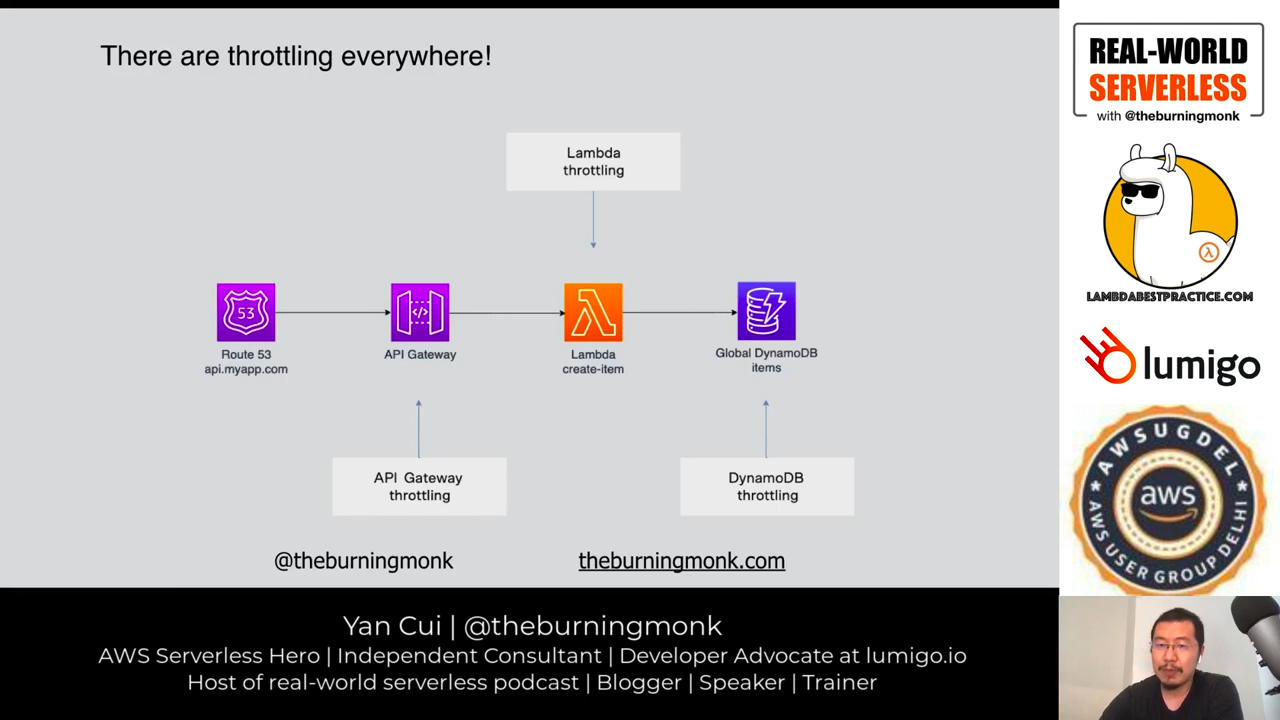 There are throttling everywhere!
Lambda
throttling
53
Route 53
api.myapp.com
</>
API Gateway
Lambda
create-item
Global DynamoDB
items
API Gateway
throttling
DynamoDB
throttling
@theburningmonk
theburningmonk.com
Yan Cui | @theburningmonk
AWS Serverless Hero | Independent Consultant | Developer Advocate at lumigo.io
Host of real-world serverless podcast | Blogger | Speaker | Trainer
REAL-WORLD
SERVERLESS
with @theburningmonk
λ
LAMBDABESTPRACTICE.COM
lumigo
AWSUGDEL
aws
AWS USER GROUP DELHI